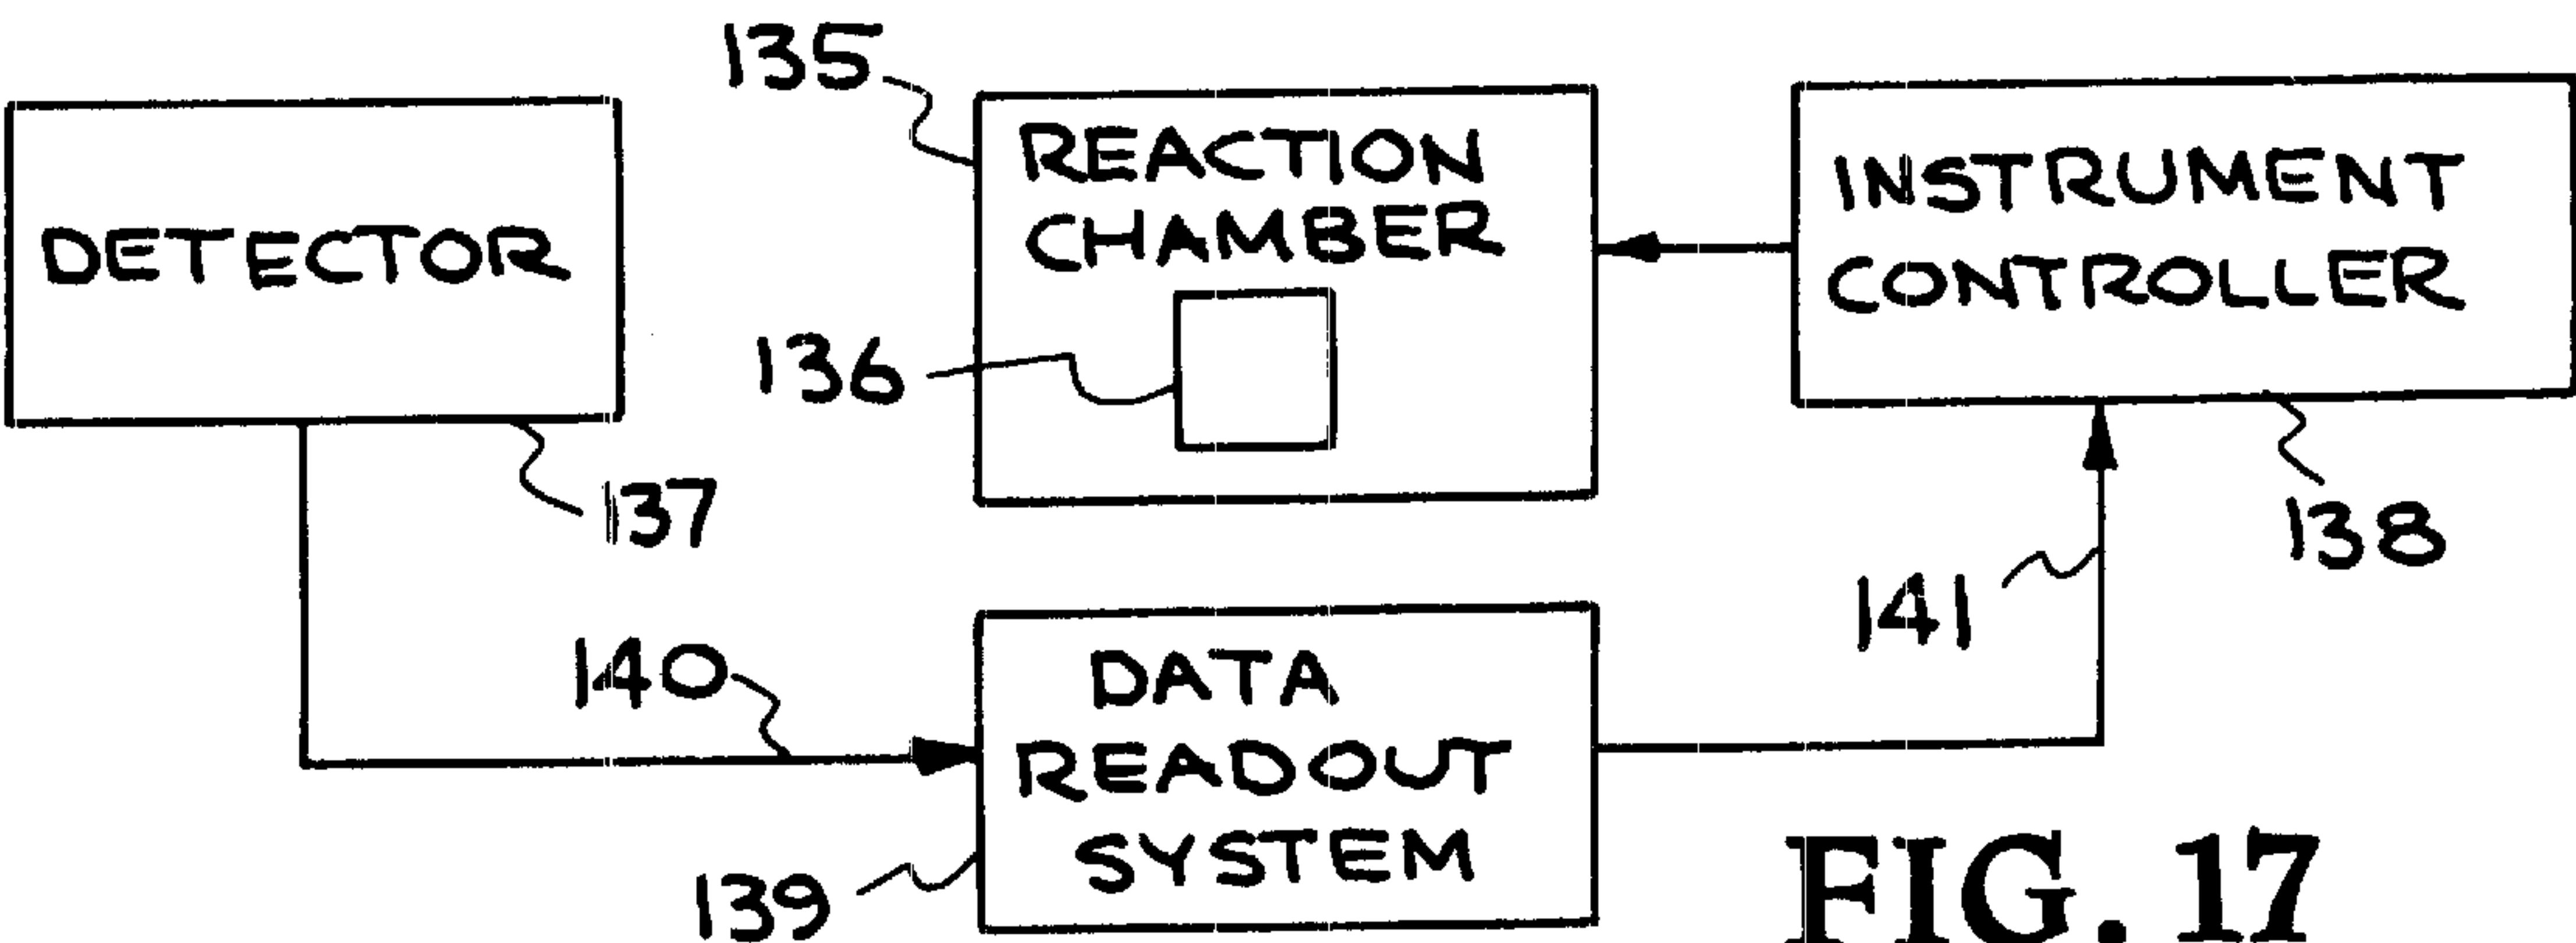 135
DETECTOR
REACTION
CHAMBER
136
INSTRUMENT
CONTROLLER
137
138
140
141
DATA
READOUT
SYSTEM
139
FIG. 17